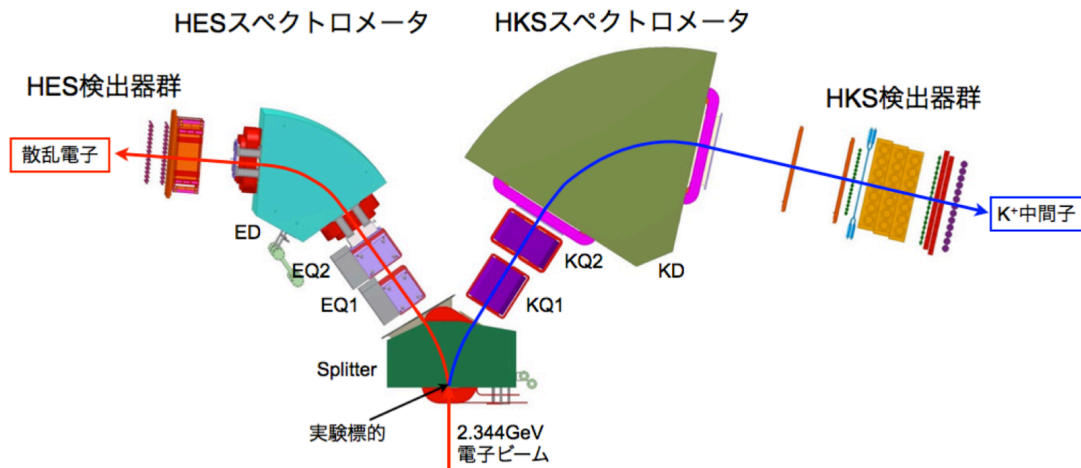 HESスペクトロメータ
HKSスペクトロメータ
HES検出器群
HKS検出器群
散乱電子
K⁺中間子
ED
EQ2
EQ1
KQ2
KQ1
KD
Splitter
実験標的
2.344GeV
電子ビーム